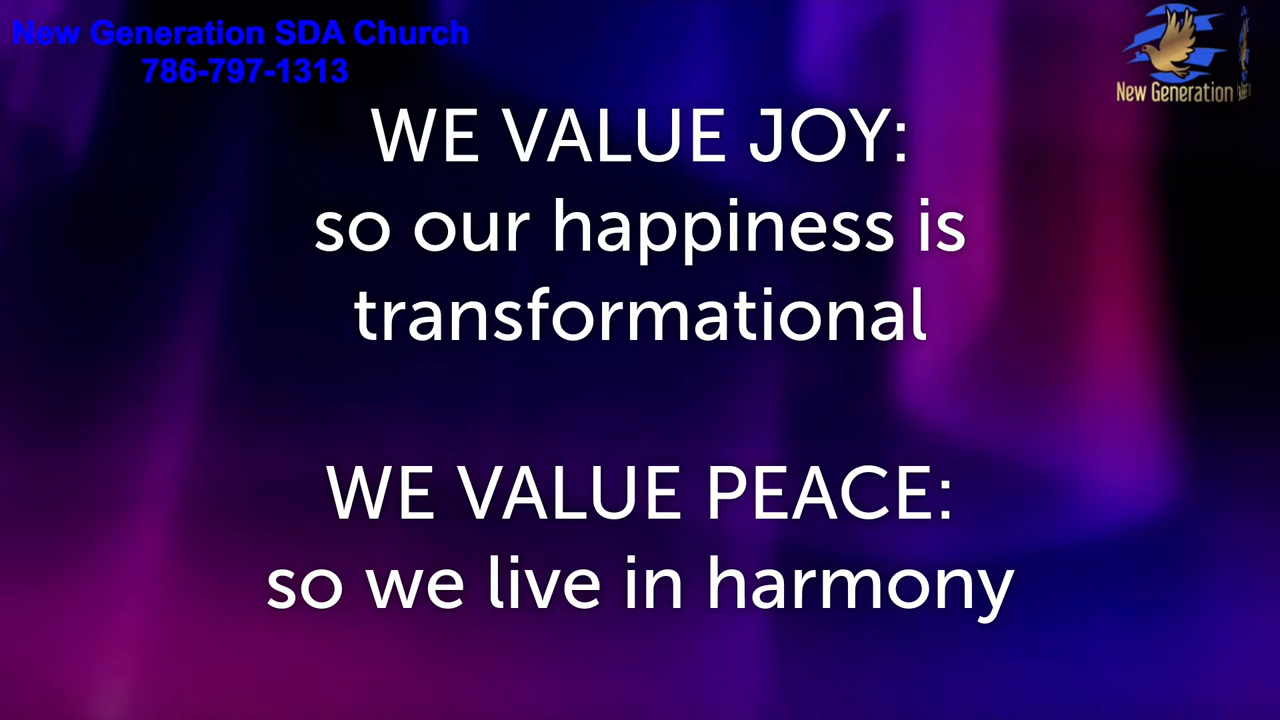 New Generation SDA Church
786-797-1313
New Generation
WE VALUE JOY:
so our happiness is
transformational
WE VALUE PEACE:
so we live in harmony